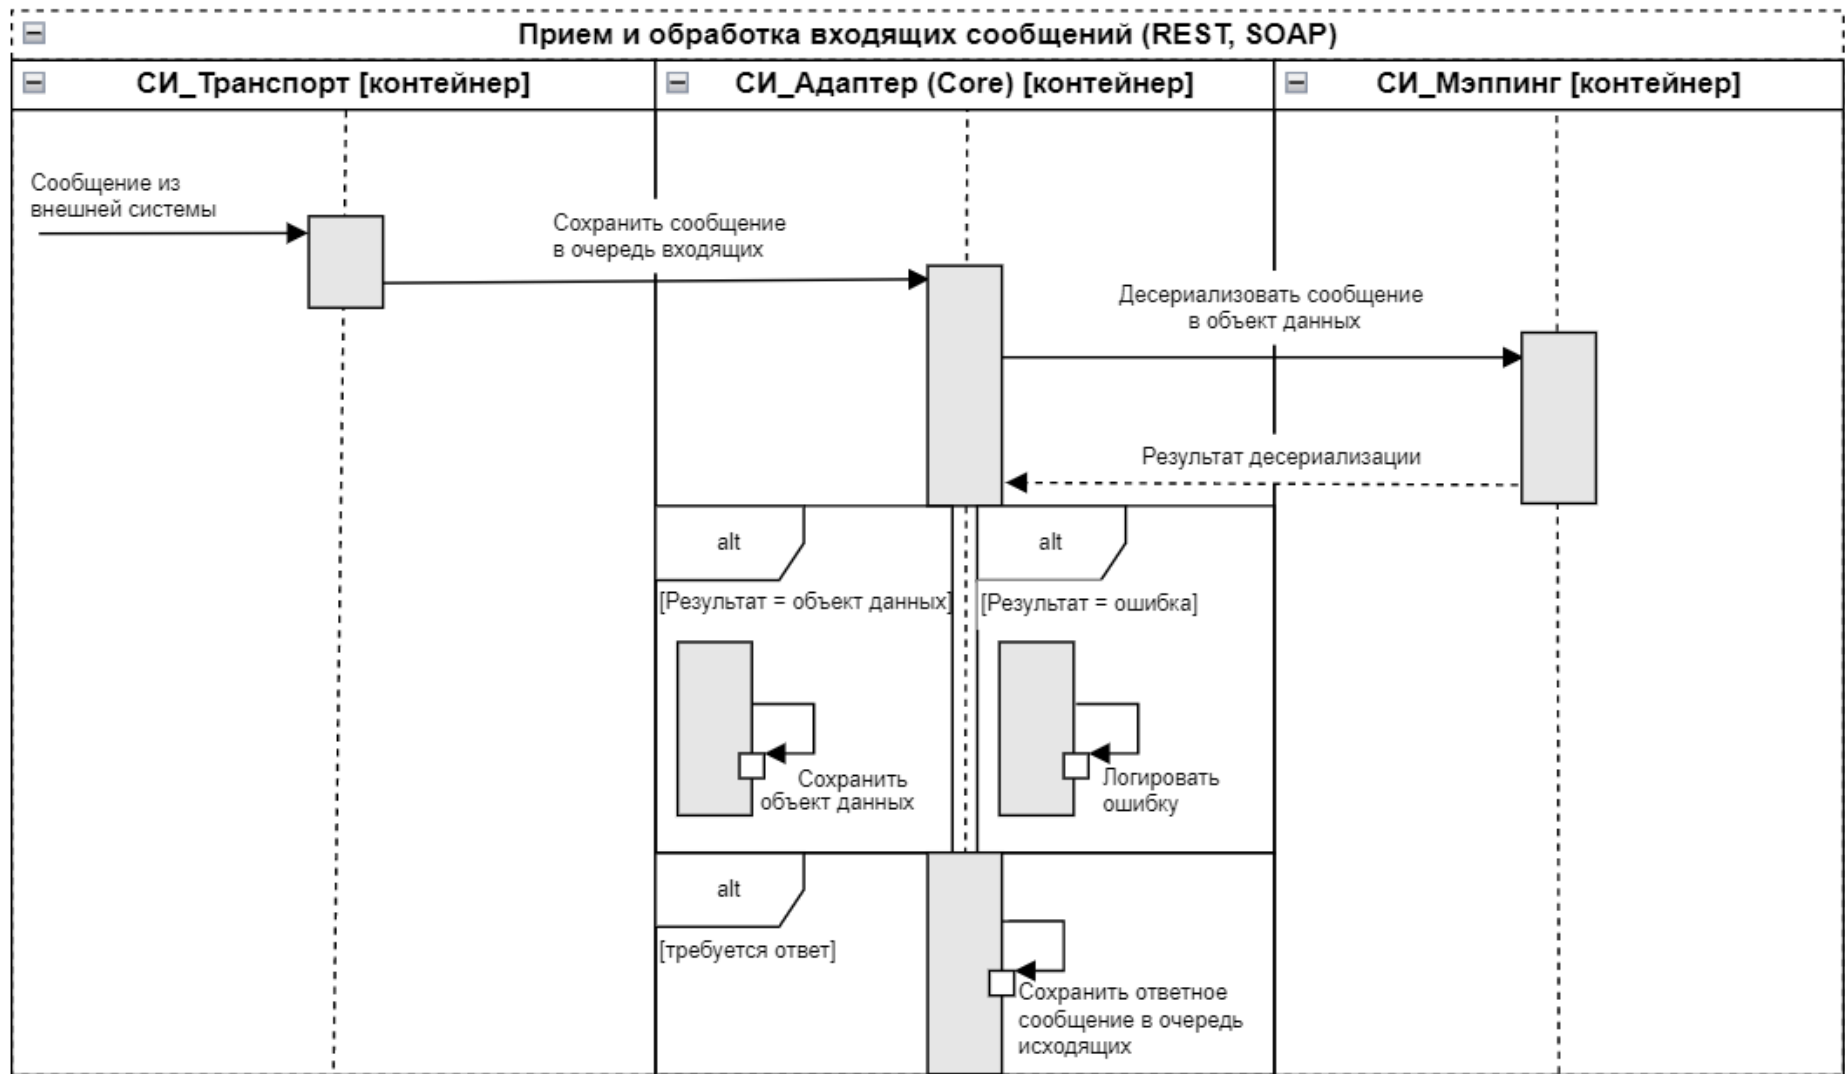 Прием и обработка входящих сообщений (REST, SOAP)
СИ_Транспорт [контейнер]
СИ_Адаптер (Core) [контейнер]
СИ_Мэппинг [контейнер]
Сообщение из
внешней системы
Сохранить сообщение
в очередь входящих
Десериализовать сообщение
в объект данных
Результат десериализации
alt
[Результат = объект данных]
Сохранить
объект данных
alt
[Результат = ошибка]
Логировать
ошибку
alt
[требуется ответ]
Сохранить ответное
сообщение в очередь
исходящих